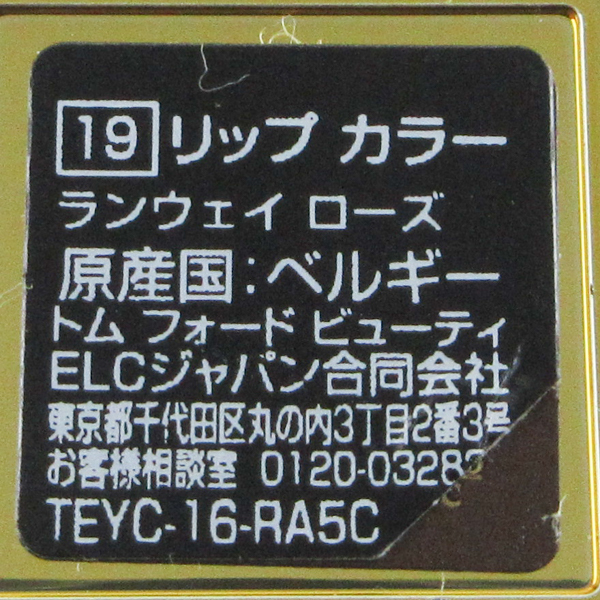 19 リップ カラー
ランウェイ ローズ
原産国:ベルギー
トム フォード ビューティ
ELCジャパン合同会社
東京都千代田区丸の内3丁目2番3号
お客様相談室 0120-03283
TEYC-16-RA5C